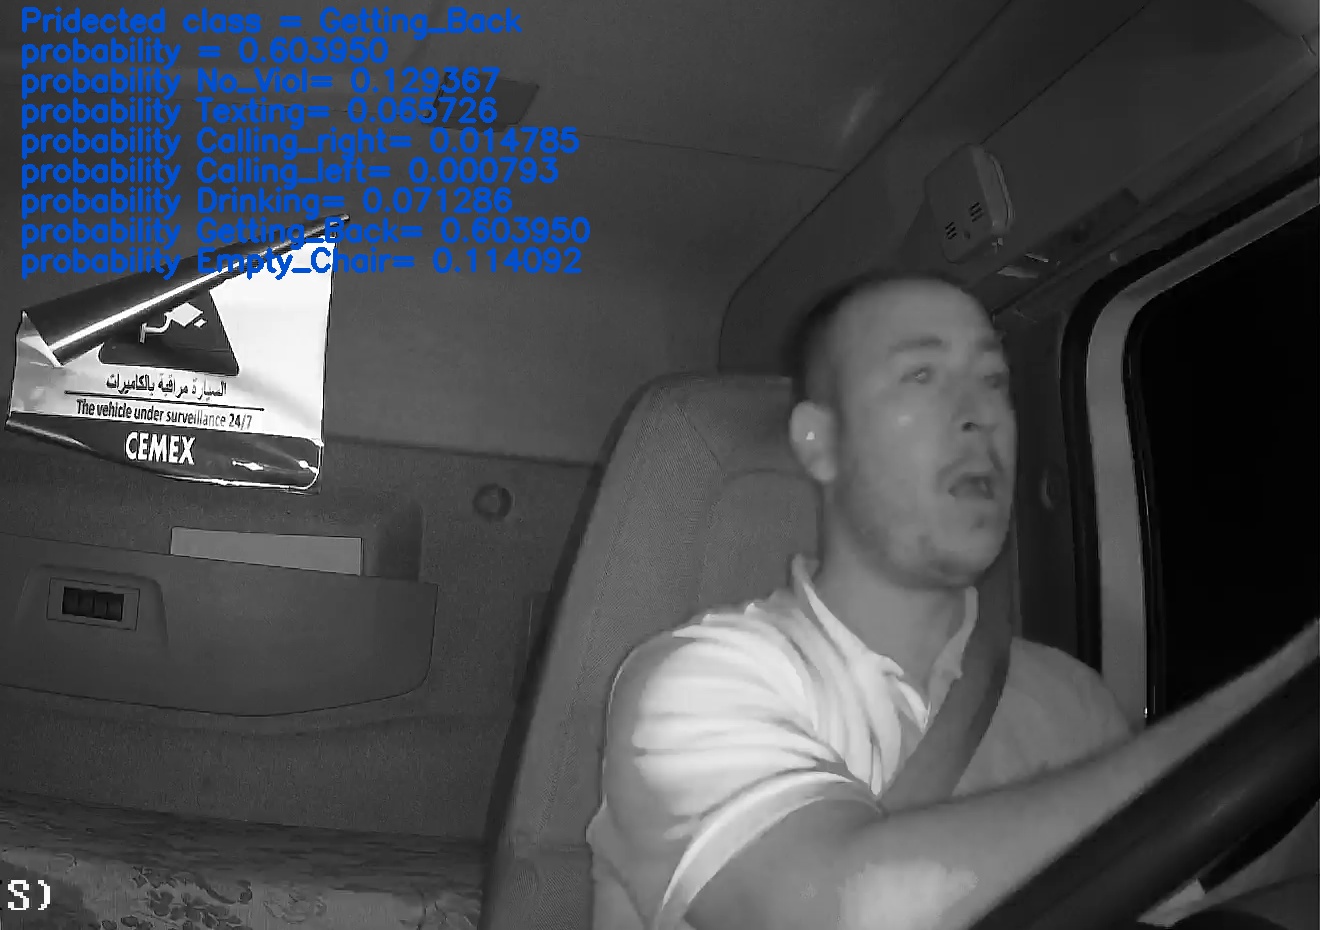 Pridected class = Getting_Back
probability = 0.603950
probability No_Viol= 0.129367
probability Texting= 0.065726
probability Calling_right= 0.014785
probability Calling_left= 0.000793
probability Drinking= 0.071286
probability Getting_Back= 0.603950
probability Empty_Chair= 0.114092
السيارة مراقبة بالكاميرات
The vehicle under surveillance 24/7
CEMEX
S)